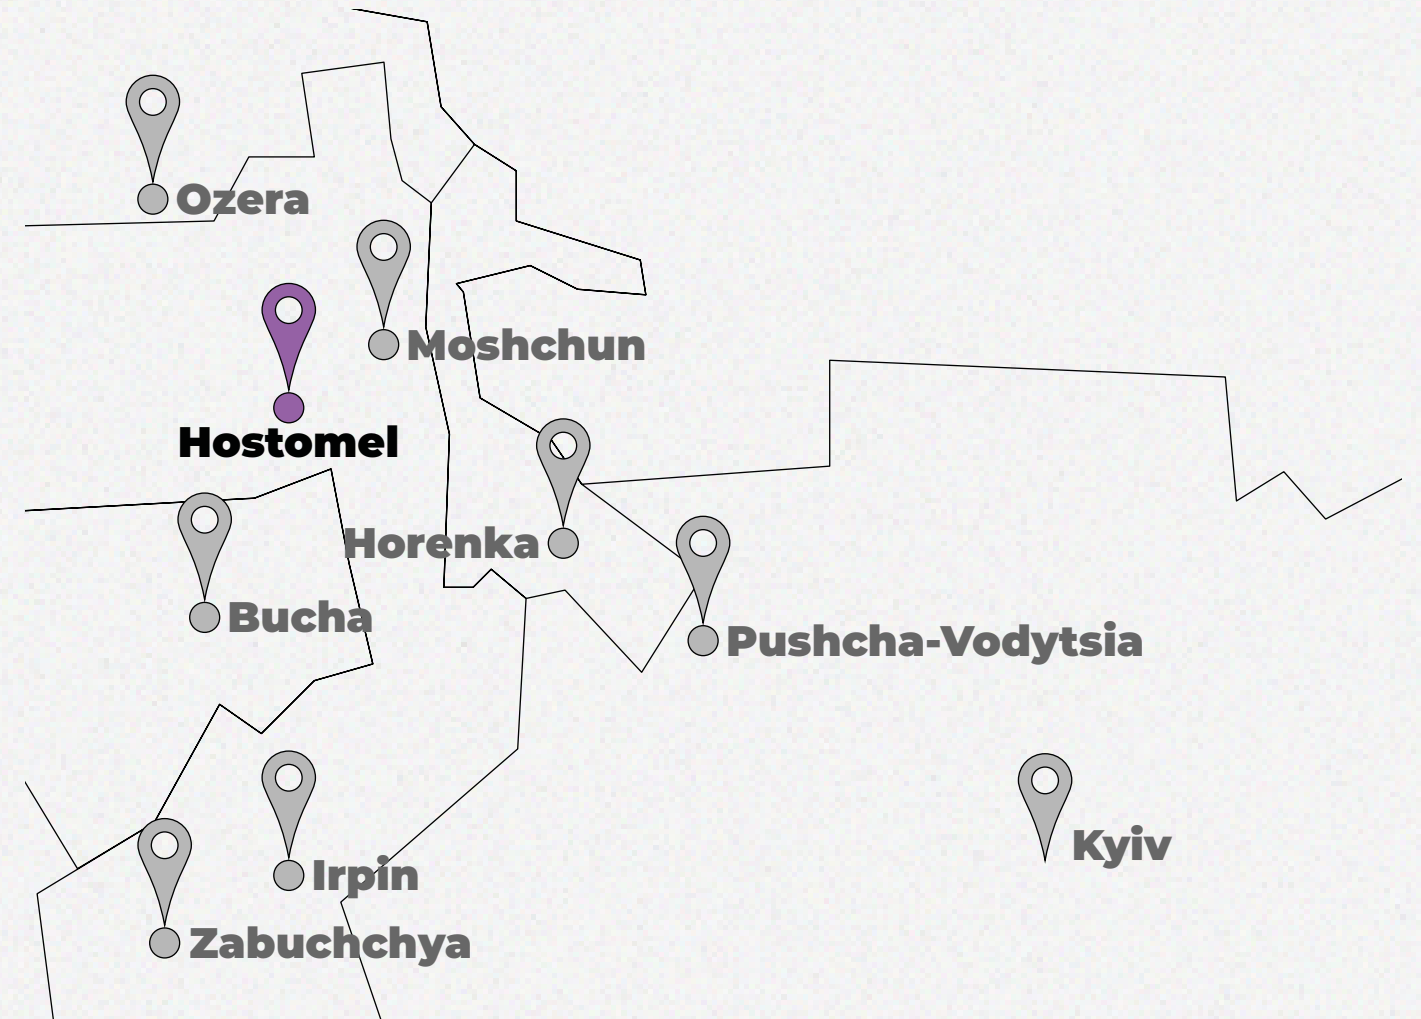 Ozera
Moshchun
Hostomel
Horenka
Bucha
Pushcha-Vodytsia
Kyiv
Irpin
Zabuchchya